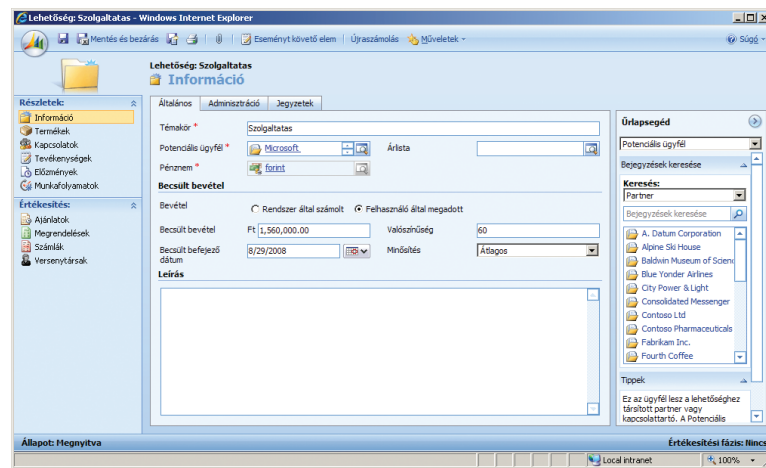 Lehetőség: Szolgaltatas - Windows Internet Explorer
Mentés és bezárás Eseményt követő elem Újraszámolás Műveletek Súgó
Lehetőség: Szolgaltatas
Információ
Részletek:
Információ
Termékek
Kapcsolatok
Tevékenységek
Előzmények
Munkafolyamatok
Értékesítés:
Ajánlatok
Megrendelések
Számlák
Versenytársak
Általános Adminisztráció Jegyzetek
Témakör * Szolgaltatas
Potenciális ügyfél * Microsoft Árlista
Pénznem * forint
Becsült bevétel
Bevétel Rendszer által számolt Felhasználó által megadott
Becsült bevétel Ft 1,560,000.00 Valószínűség 60
Becsült befejező dátum 8/29/2008 Minősítés Átlagos
Leírás
Űrlapsegéd
Potenciális ügyfél
Bejegyzések keresése
Keresés:
Partner
Bejegyzések keresése
A. Datum Corporation
Alpine Ski House
Baldwin Museum of Scienc
Blue Yonder Airlines
City Power & Light
Consolidated Messenger
Contoso Ltd
Contoso Pharmaceuticals
Fabrikam Inc.
Fourth Coffee
Tippek
Ez az ügyfél lesz a lehetőséghez
társított partner vagy
kapcsolattartó. A Potenciális
Állapot: Megnyitva Értékesítési fázis: Nincs
Local intranet 100%